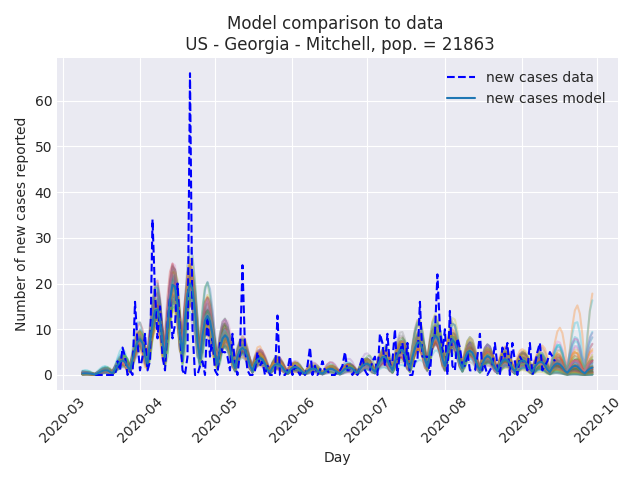 Model comparison to data
US - Georgia - Mitchell, pop. = 21863
new cases data
new cases model
Number of new cases reported
60
50
40
30
20
10
0
2020-03
2020-04
2020-05
2020-06
2020-07
2020-08
2020-09
2020-10
Day